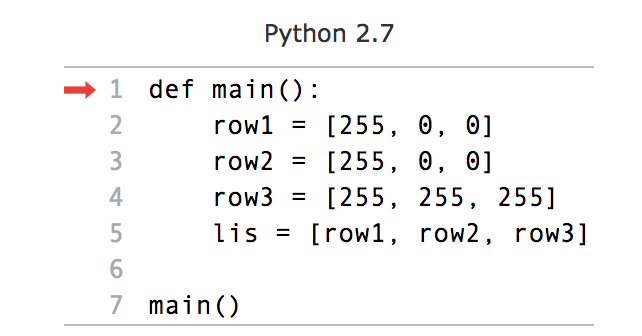 Python 2.7
1 def main():
2     row1 = [255, 0, 0]
3     row2 = [255, 0, 0]
4     row3 = [255, 255, 255]
5     lis = [row1, row2, row3]
6
7 main()